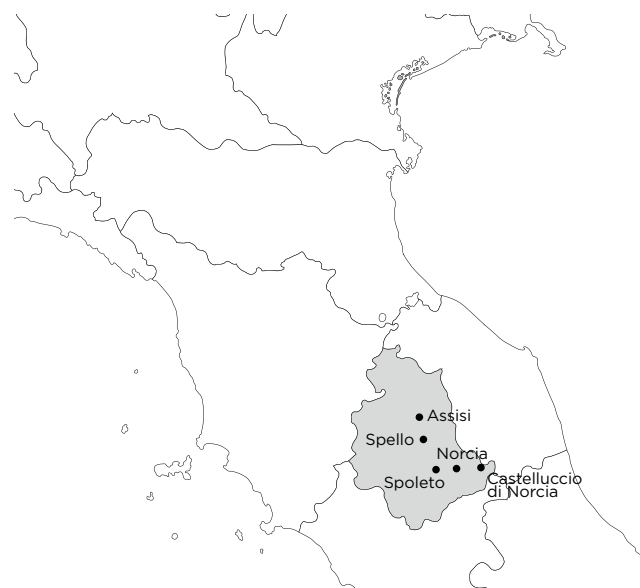 Assisi
Spello
Norcia
Spoleto
Castelluccio
di Norcia